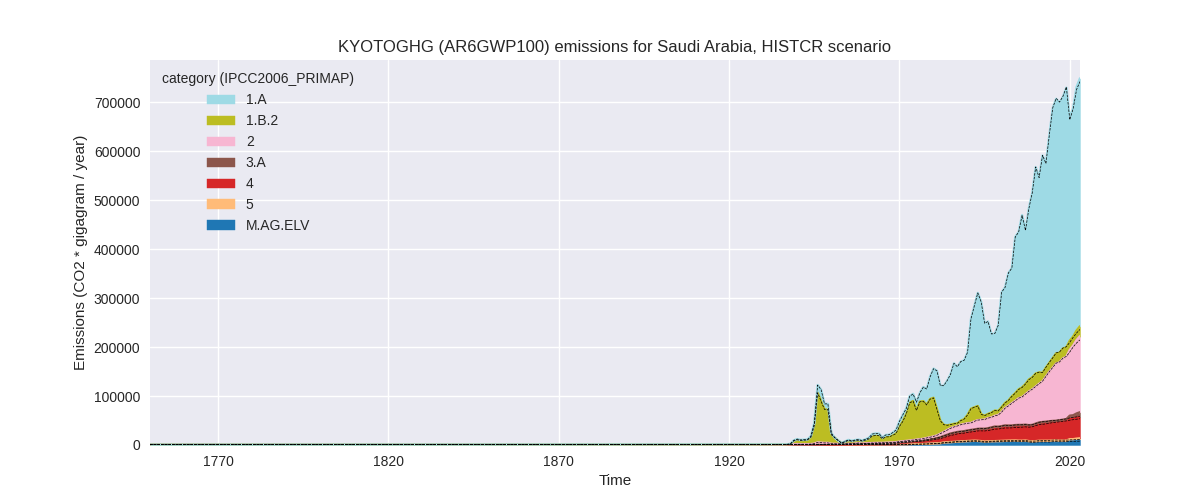 KYOTOGHG (AR6GWP100) emissions for Saudi Arabia, HISTCR scenario
category (IPCC2006_PRIMAP)
1.A
1.B.2
2
3.A
4
5
M.AG.ELV
Emissions (CO2 * gigagram / year)
700000
600000
500000
400000
300000
200000
100000
0
1770
1820
1870
1920
1970
2020
Time